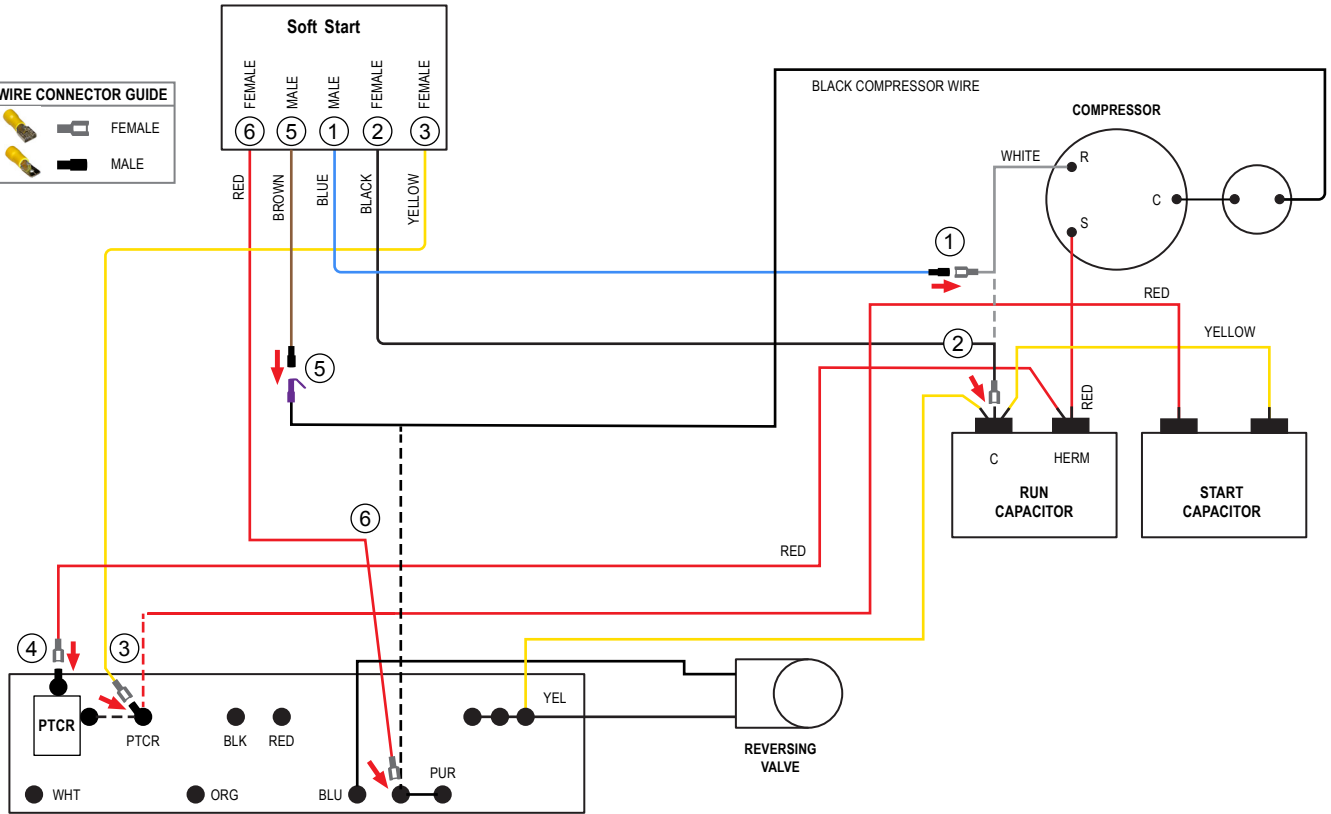 Soft Start
FEMALE
MALE
MALE
FEMALE
FEMALE
6
5
1
2
3
RED
BROWN
BLUE
BLACK
YELLOW
WIRE CONNECTOR GUIDE
FEMALE
MALE
BLACK COMPRESSOR WIRE
COMPRESSOR
WHITE
R
C
S
1
RED
YELLOW
2
5
RED
C
HERM
RUN
CAPACITOR
START
CAPACITOR
6
RED
4
3
PTCR
PTCR
BLK
RED
YEL
REVERSING
VALVE
WHT
ORG
BLU
PUR